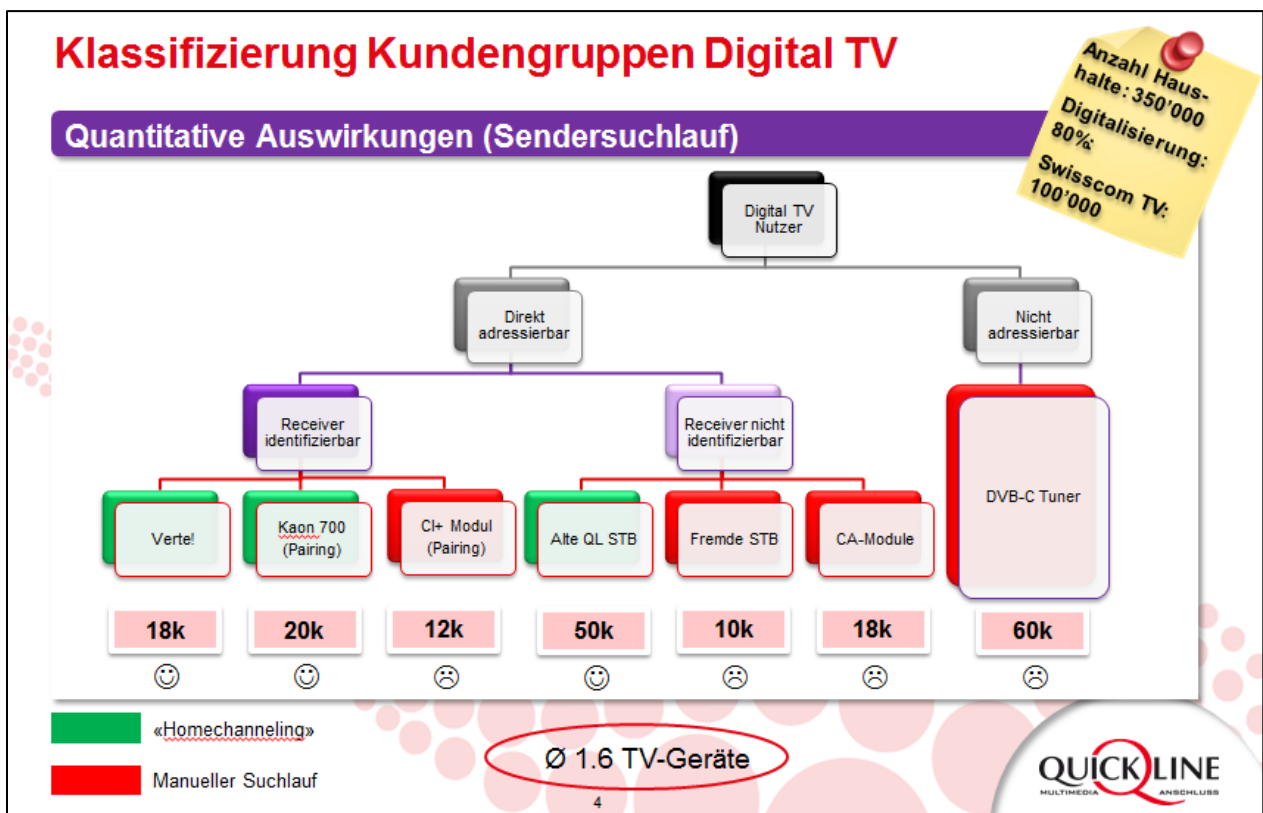 Klassifizierung Kundengruppen Digital TV
Anzahl Haus-
halte: 350’000
Digitalisierung:
80%:
Swisscom TV:
100’000
Quantitative Auswirkungen (Sendersuchlauf)
Digital TV
Nutzer
Direkt
adressierbar
Nicht
adressierbar
Receiver
identifizierbar
Receiver nicht
identifizierbar
DVB-C Tuner
Verte!
Kaon 700
(Pairing)
CI+ Modul
(Pairing)
Alte QL STB
Fremde STB
CA-Module
18k
20k
12k
50k
10k
18k
60k
«Homechanneling»
Manueller Suchlauf
Ø 1.6 TV-Geräte
4
QUICKLINE
MULTIMEDIA ANSCHLUSS